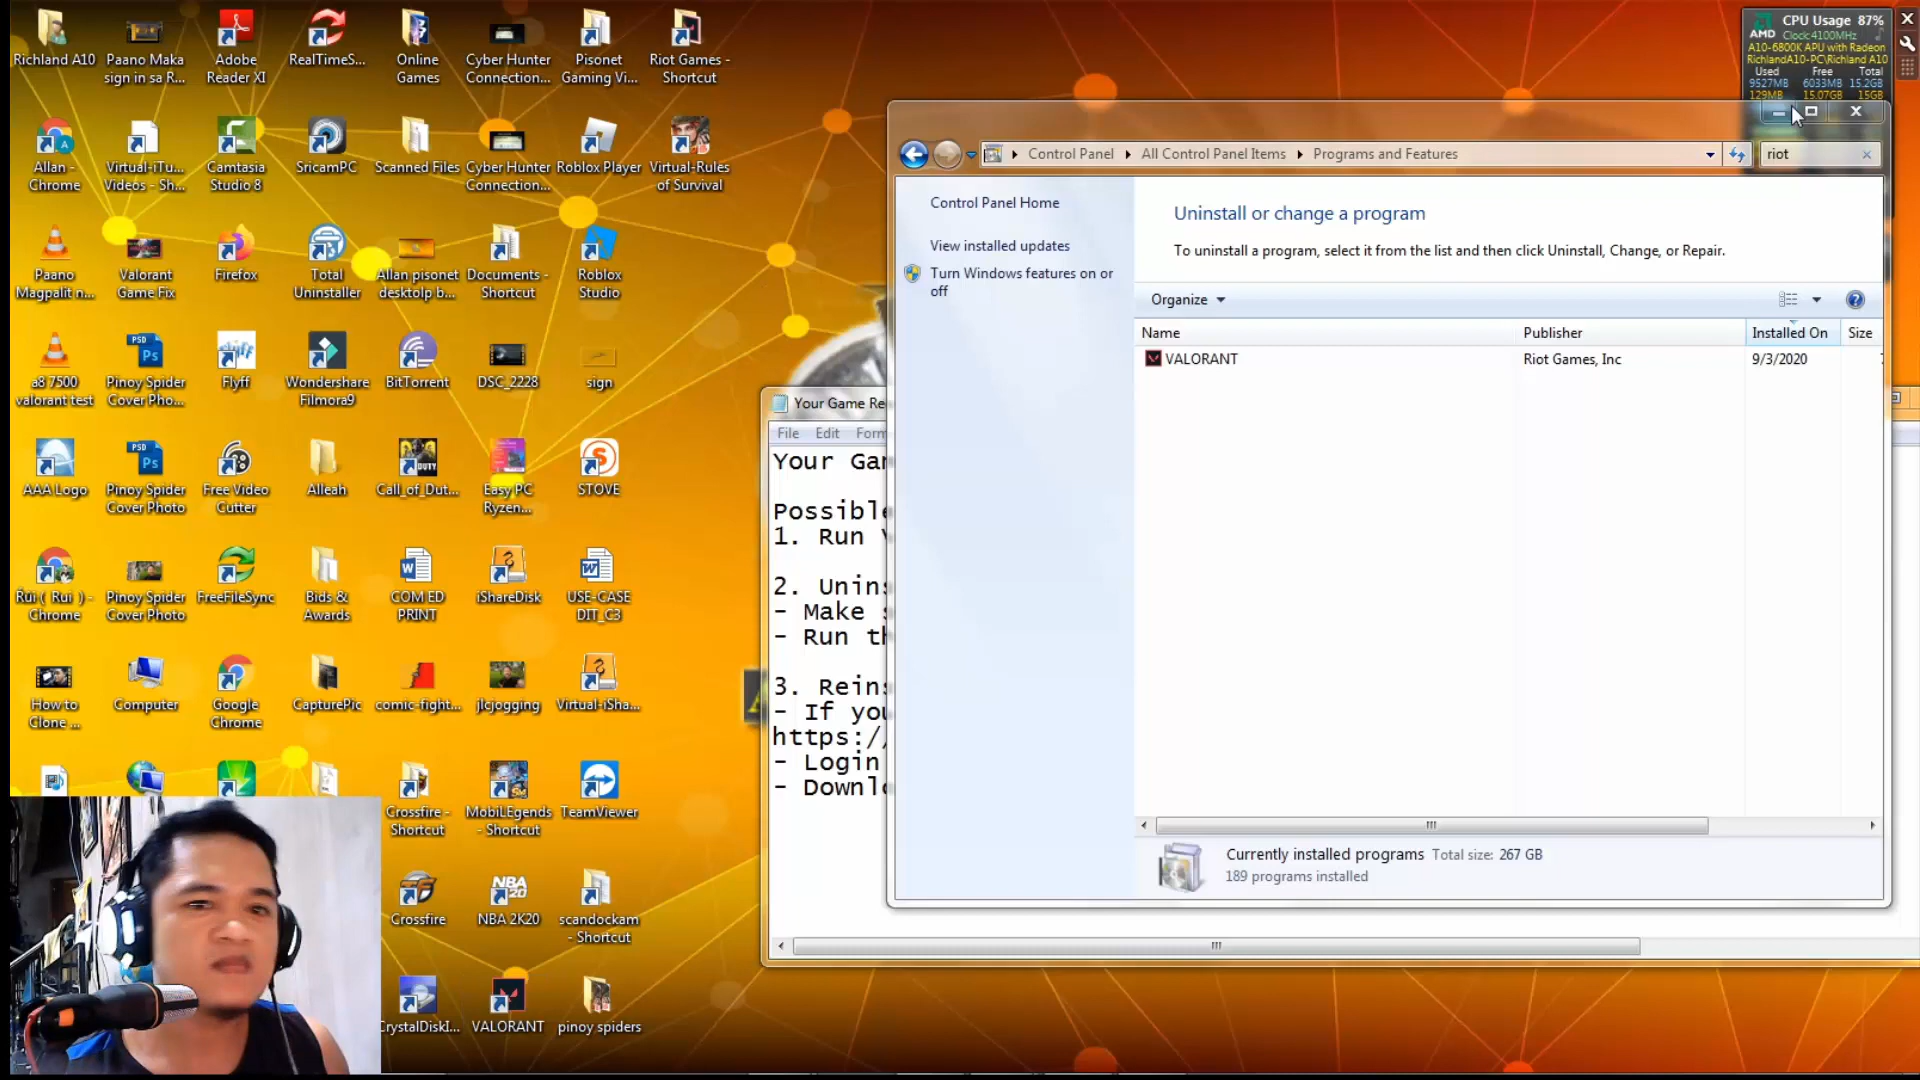 Richland A10
Paano Maka
sign in sa R...
Adobe
Reader XI
RealTimeS...
Online
Games
Cyber Hunter
Connection...
Pisonet
Gaming Vi...
Riot Games -
Shortcut
Allan -
Chrome
Virtual-iTu...
Videos - Sh...
Camtasia
Studio 8
SricamPC
Scanned Files
Cyber Hunter
Connection...
Roblox Player
Virtual-Rules
of Survival
Paano
Magpalit n...
Valorant
Game Fix
Firefox
Total
Uninstaller
Allan pisonet
desktolp b...
Documents -
Shortcut
Roblox
Studio
a8 7500
valorant test
Pinoy Spider
Cover Pho...
Flyff
Wondershare
Filmora9
BitTorrent
DSC_2228
sign
AAA Logo
Pinoy Spider
Cover Photo
Free Video
Cutter
Alleah
Call_of_Dut...
Easy PC
Ryzen...
STOVE
Rui ( Rui ) -
Chrome
Pinoy Spider
Cover Photo
FreeFileSync
Bids &
Awards
COM ED
PRINT
iShareDisk
USE-CASE
DIT_C3
How to
Clone ...
Computer
Google
Chrome
CapturePic
comic-fight...
jlcjogging
Virtual-iSha...
Crossfire -
Shortcut
MobiLEgends
- Shortcut
TeamViewer
Crossfire
NBA 2K20
scandockam
- Shortcut
CrystalDiskI...
VALORANT
pinoy spiders
CPU Usage 87%
AMD Clock:4100MHz
A10-6800K APU with Radeon
RichlandA10-PC\Richland A10
Used Free Total
9527MB 6033MB 15.2GB
129MB 15.07GB 15GB
Control Panel
All Control Panel Items
Programs and Features
riot
Control Panel Home
View installed updates
Turn Windows features on or
off
Uninstall or change a program
To uninstall a program, select it from the list and then click Uninstall, Change, or Repair.
Organize
Name Publisher Installed On Size
VALORANT Riot Games, Inc 9/3/2020
Currently installed programs Total size: 267 GB
189 programs installed
Your Game Re
File Edit Form
Your Gam
Possible
1. Run
2. Unins
- Make
- Run th
3. Reins
- If you
https:/
- Login
- Downlo